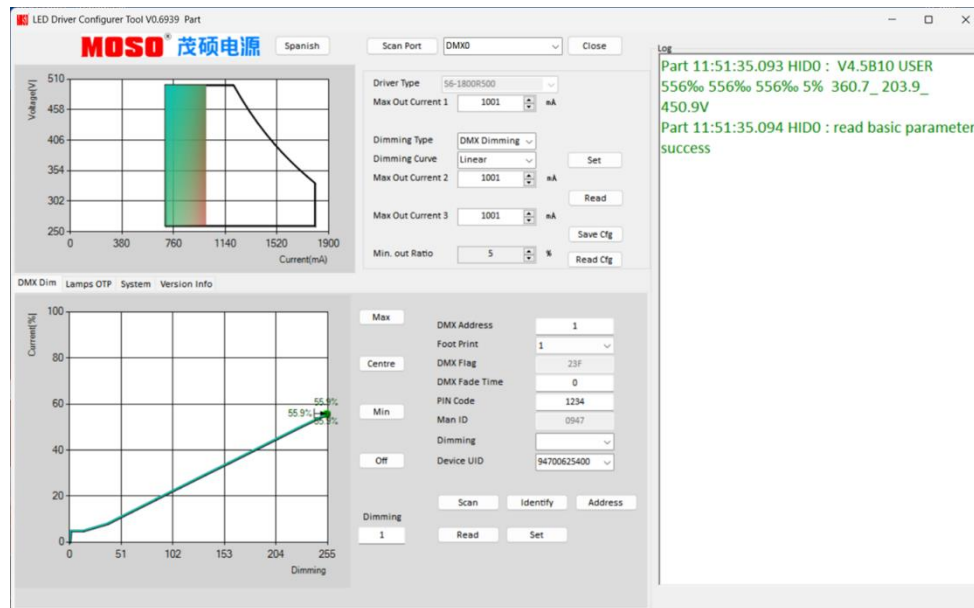 LED Driver Configurer Tool V0.6939 Part
MOSO® 茂硕电源
Spanish
Scan Port
DMX0
Close
Log
Part 11:51:35.093 HID0 : V4.5B10 USER
556‰ 556‰ 556‰ 5% 360.7_ 203.9_
450.9V
Part 11:51:35.094 HID0 : read basic parameter
success
Voltage(V)
510
458
406
354
302
250
0 380 760 1140 1520 1900
Current(mA)
Driver Type S6-1800R500
Max Out Current 1 1001 mA
Dimming Type DMX Dimming
Dimming Curve Linear Set
Max Out Current 2 1001 mA
Read
Max Out Current 3 1001 mA
Save Cfg
Min. out Ratio 5 %
Read Cfg
DMX Dim Lamps OTP System Version Info
Current(%)
100
80
60
40
20
0
55.9%
55.9%
55.9%
0 51 102 153 204 255
Dimming
Max
Centre
Min
Off
Dimming
1
DMX Address 1
Foot Print 1
DMX Flag 23F
DMX Fade Time 0
PIN Code 1234
Man ID 0947
Dimming
Device UID 94700625400
Scan Identify Address
Read Set